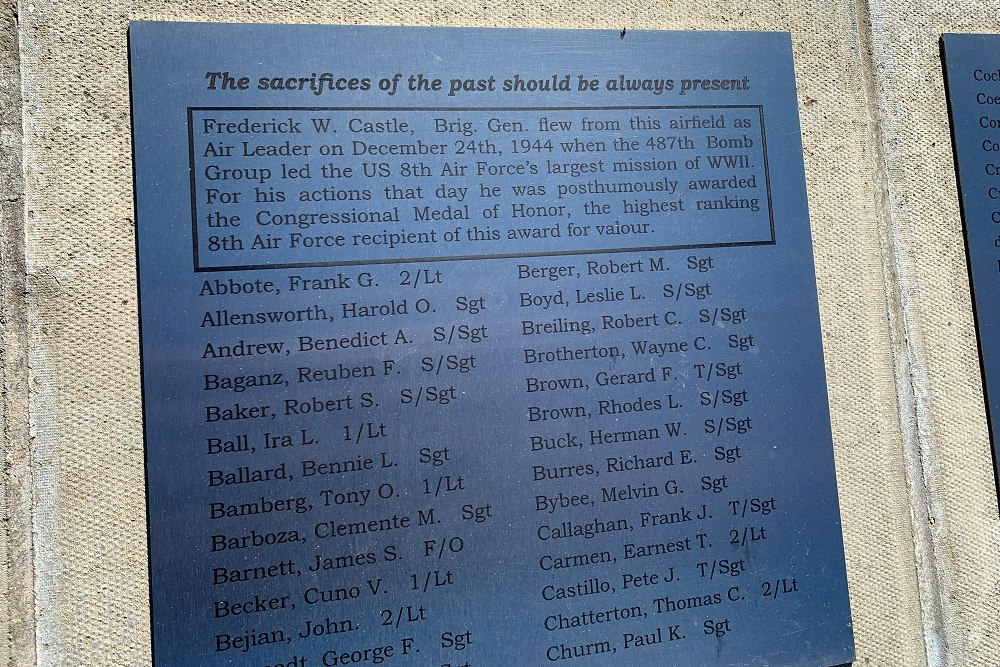 The sacrifices of the past should be always present
Frederick W. Castle, Brig. Gen. flew from this airfield as
Air Leader on December 24th, 1944 when the 487th Bomb
Group led the US 8th Air Force's largest mission of WWII.
For his actions that day he was posthumously awarded
the Congressional Medal of Honor, the highest ranking
8th Air Force recipient of this award for vaiour.
Abbote, Frank G. 2/Lt
Allensworth, Harold O. Sgt
Andrew, Benedict A. S/Sgt
Baganz, Reuben F. S/Sgt
Baker, Robert S. S/Sgt
Ball, Ira L. 1/Lt
Ballard, Bennie L. Sgt
Bamberg, Tony O. 1/Lt
Barboza, Clemente M. Sgt
Barnett, James S. F/O
Becker, Cuno V. 1/Lt
Bejian, John. 2/Lt
George F. Sgt
Berger, Robert M. Sgt
Boyd, Leslie L. S/Sgt
Breiling, Robert C. S/Sgt
Brotherton, Wayne C. Sgt
Brown, Gerard F. T/Sgt
Brown, Rhodes L. S/Sgt
Buck, Herman W. S/Sgt
Burres, Richard E. Sgt
Bybee, Melvin G. Sgt
Callaghan, Frank J. T/Sgt
Carmen, Earnest T. 2/Lt
Castillo, Pete J. T/Sgt
Chatterton, Thomas C. 2/Lt
Churm, Paul K. Sgt